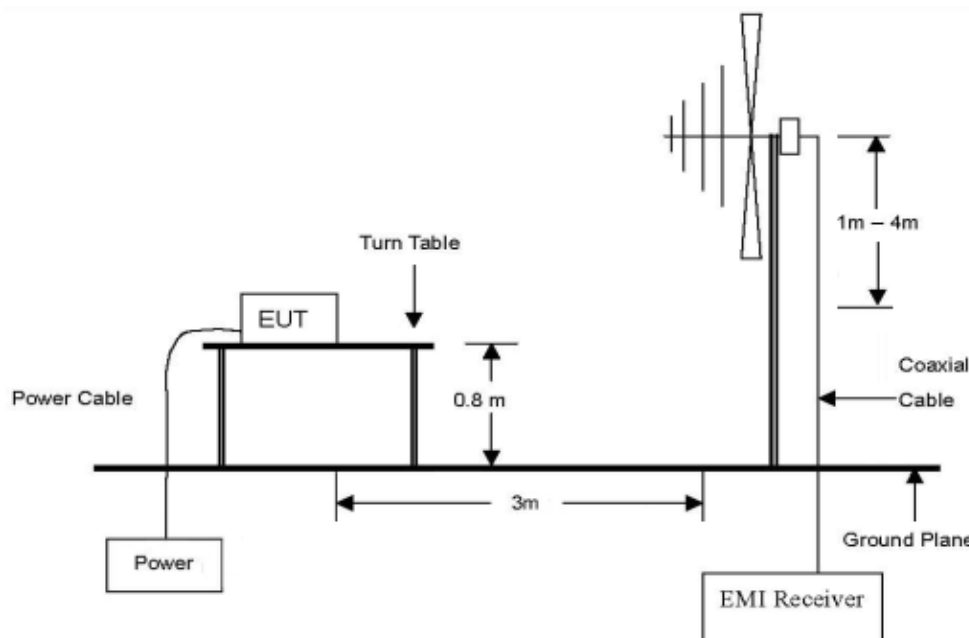 1m – 4m
Turn Table
EUT
Coaxial
Cable
Power Cable
0.8 m
3m
Ground Plane
Power
EMI Receiver